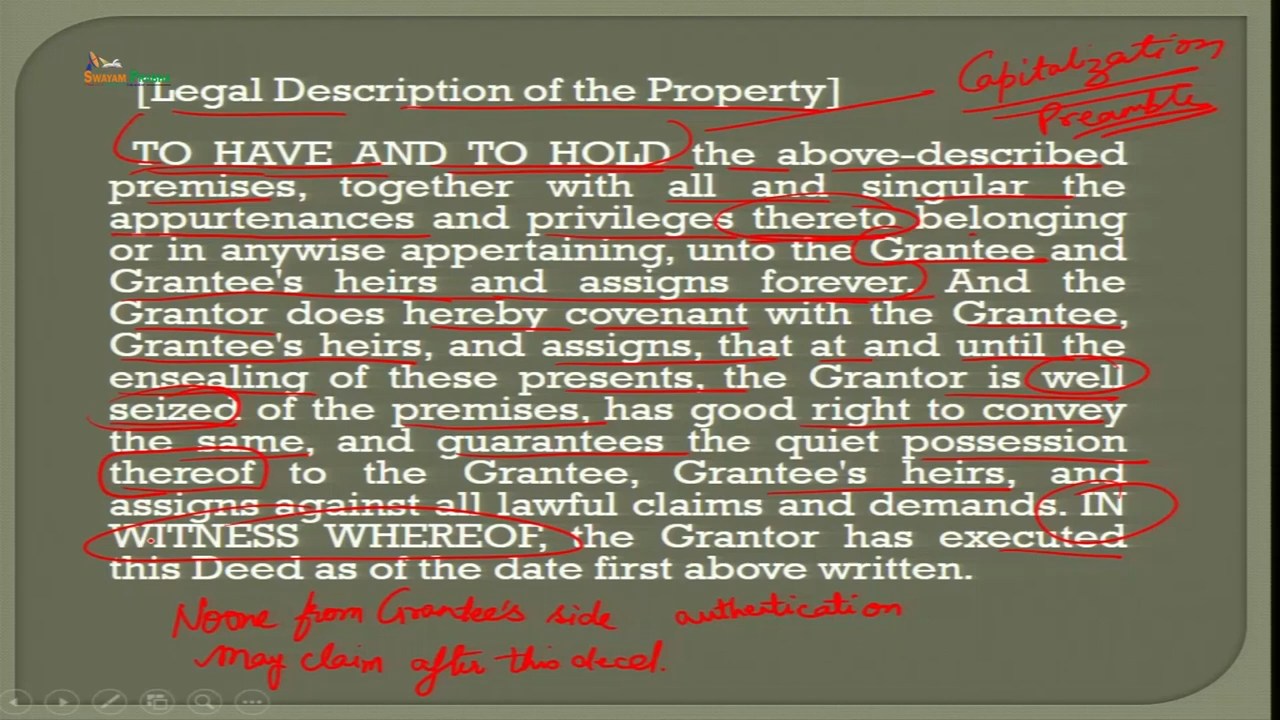 SWAYAM PRABHA
[Legal Description of the Property]
Capitalization
Preamble
TO HAVE AND TO HOLD the above-described
premises, together with all and singular the
appurtenances and privileges thereto belonging
or in anywise appertaining, unto the Grantee and
Grantee's heirs and assigns forever. And the
Grantor does hereby covenant with the Grantee,
Grantee's heirs, and assigns, that at and until the
ensealing of these presents, the Grantor is well
seized of the premises, has good right to convey
the same, and guarantees the quiet possession
thereof to the Grantee, Grantee's heirs, and
assigns against all lawful claims and demands. IN
WITNESS WHEREOF, the Grantor has executed
this Deed as of the date first above written.
Noone from Grantee's side authentication
may claim after this deed.